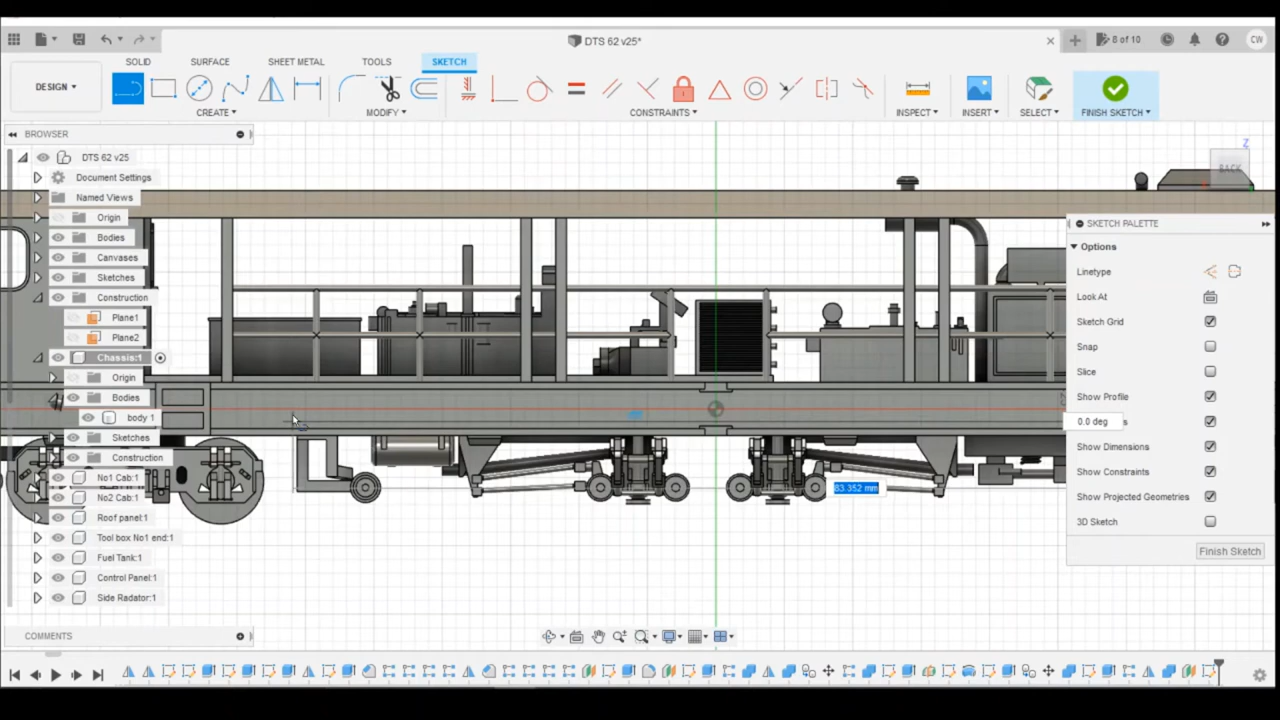 DTS 62 v25*
8 of 10
CW
DESIGN
SOLID
SURFACE
SHEET METAL
TOOLS
SKETCH
CREATE
MODIFY
CONSTRAINTS
INSPECT
INSERT
SELECT
FINISH SKETCH
BROWSER
DTS 62 v25
Document Settings
Named Views
Origin
Bodies
Canvases
Sketches
Construction
Plane1
Plane2
Chassis:1
Origin
Bodies
body 1
Sketches
Construction
No1 Cab:1
No2 Cab:1
Roof panel:1
Tool box No1 end:1
Fuel Tank:1
Control Panel:1
Side Radator:1
COMMENTS
Z
BACK
SKETCH PALETTE
Options
Linetype
Look At
Sketch Grid
Snap
Slice
Show Profile
0.0 deg
s
Show Dimensions
Show Constraints
Show Projected Geometries
3D Sketch
Finish Sketch
83.352 mm